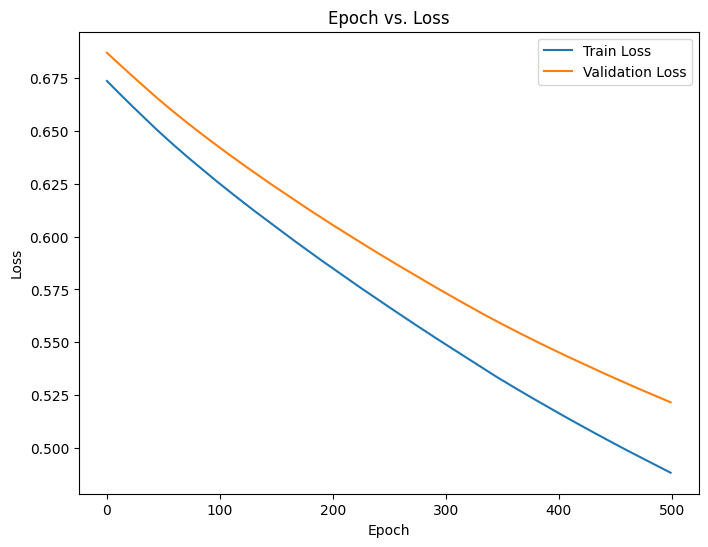 Epoch vs. Loss
Train Loss
Validation Loss
0.675
0.650
0.625
0.600
0.575
0.550
0.525
0.500
Loss
0 100 200 300 400 500
Epoch